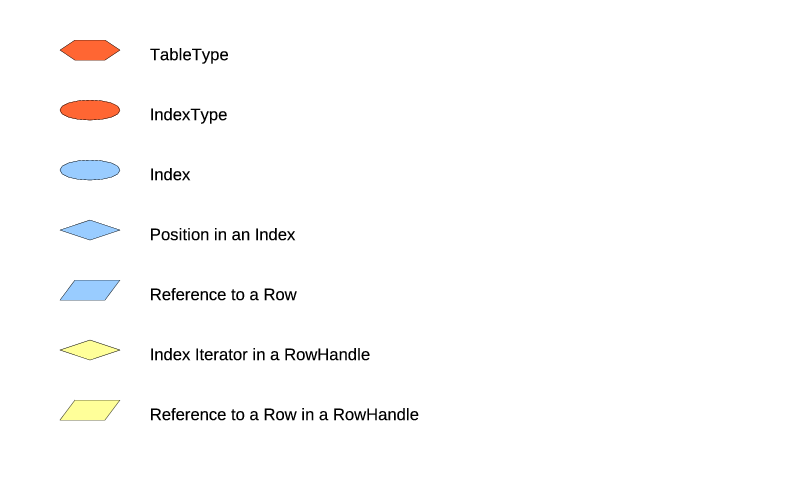 TableType
IndexType
Index
Position in an Index
Reference to a Row
Index Iterator in a RowHandle
Reference to a Row in a RowHandle